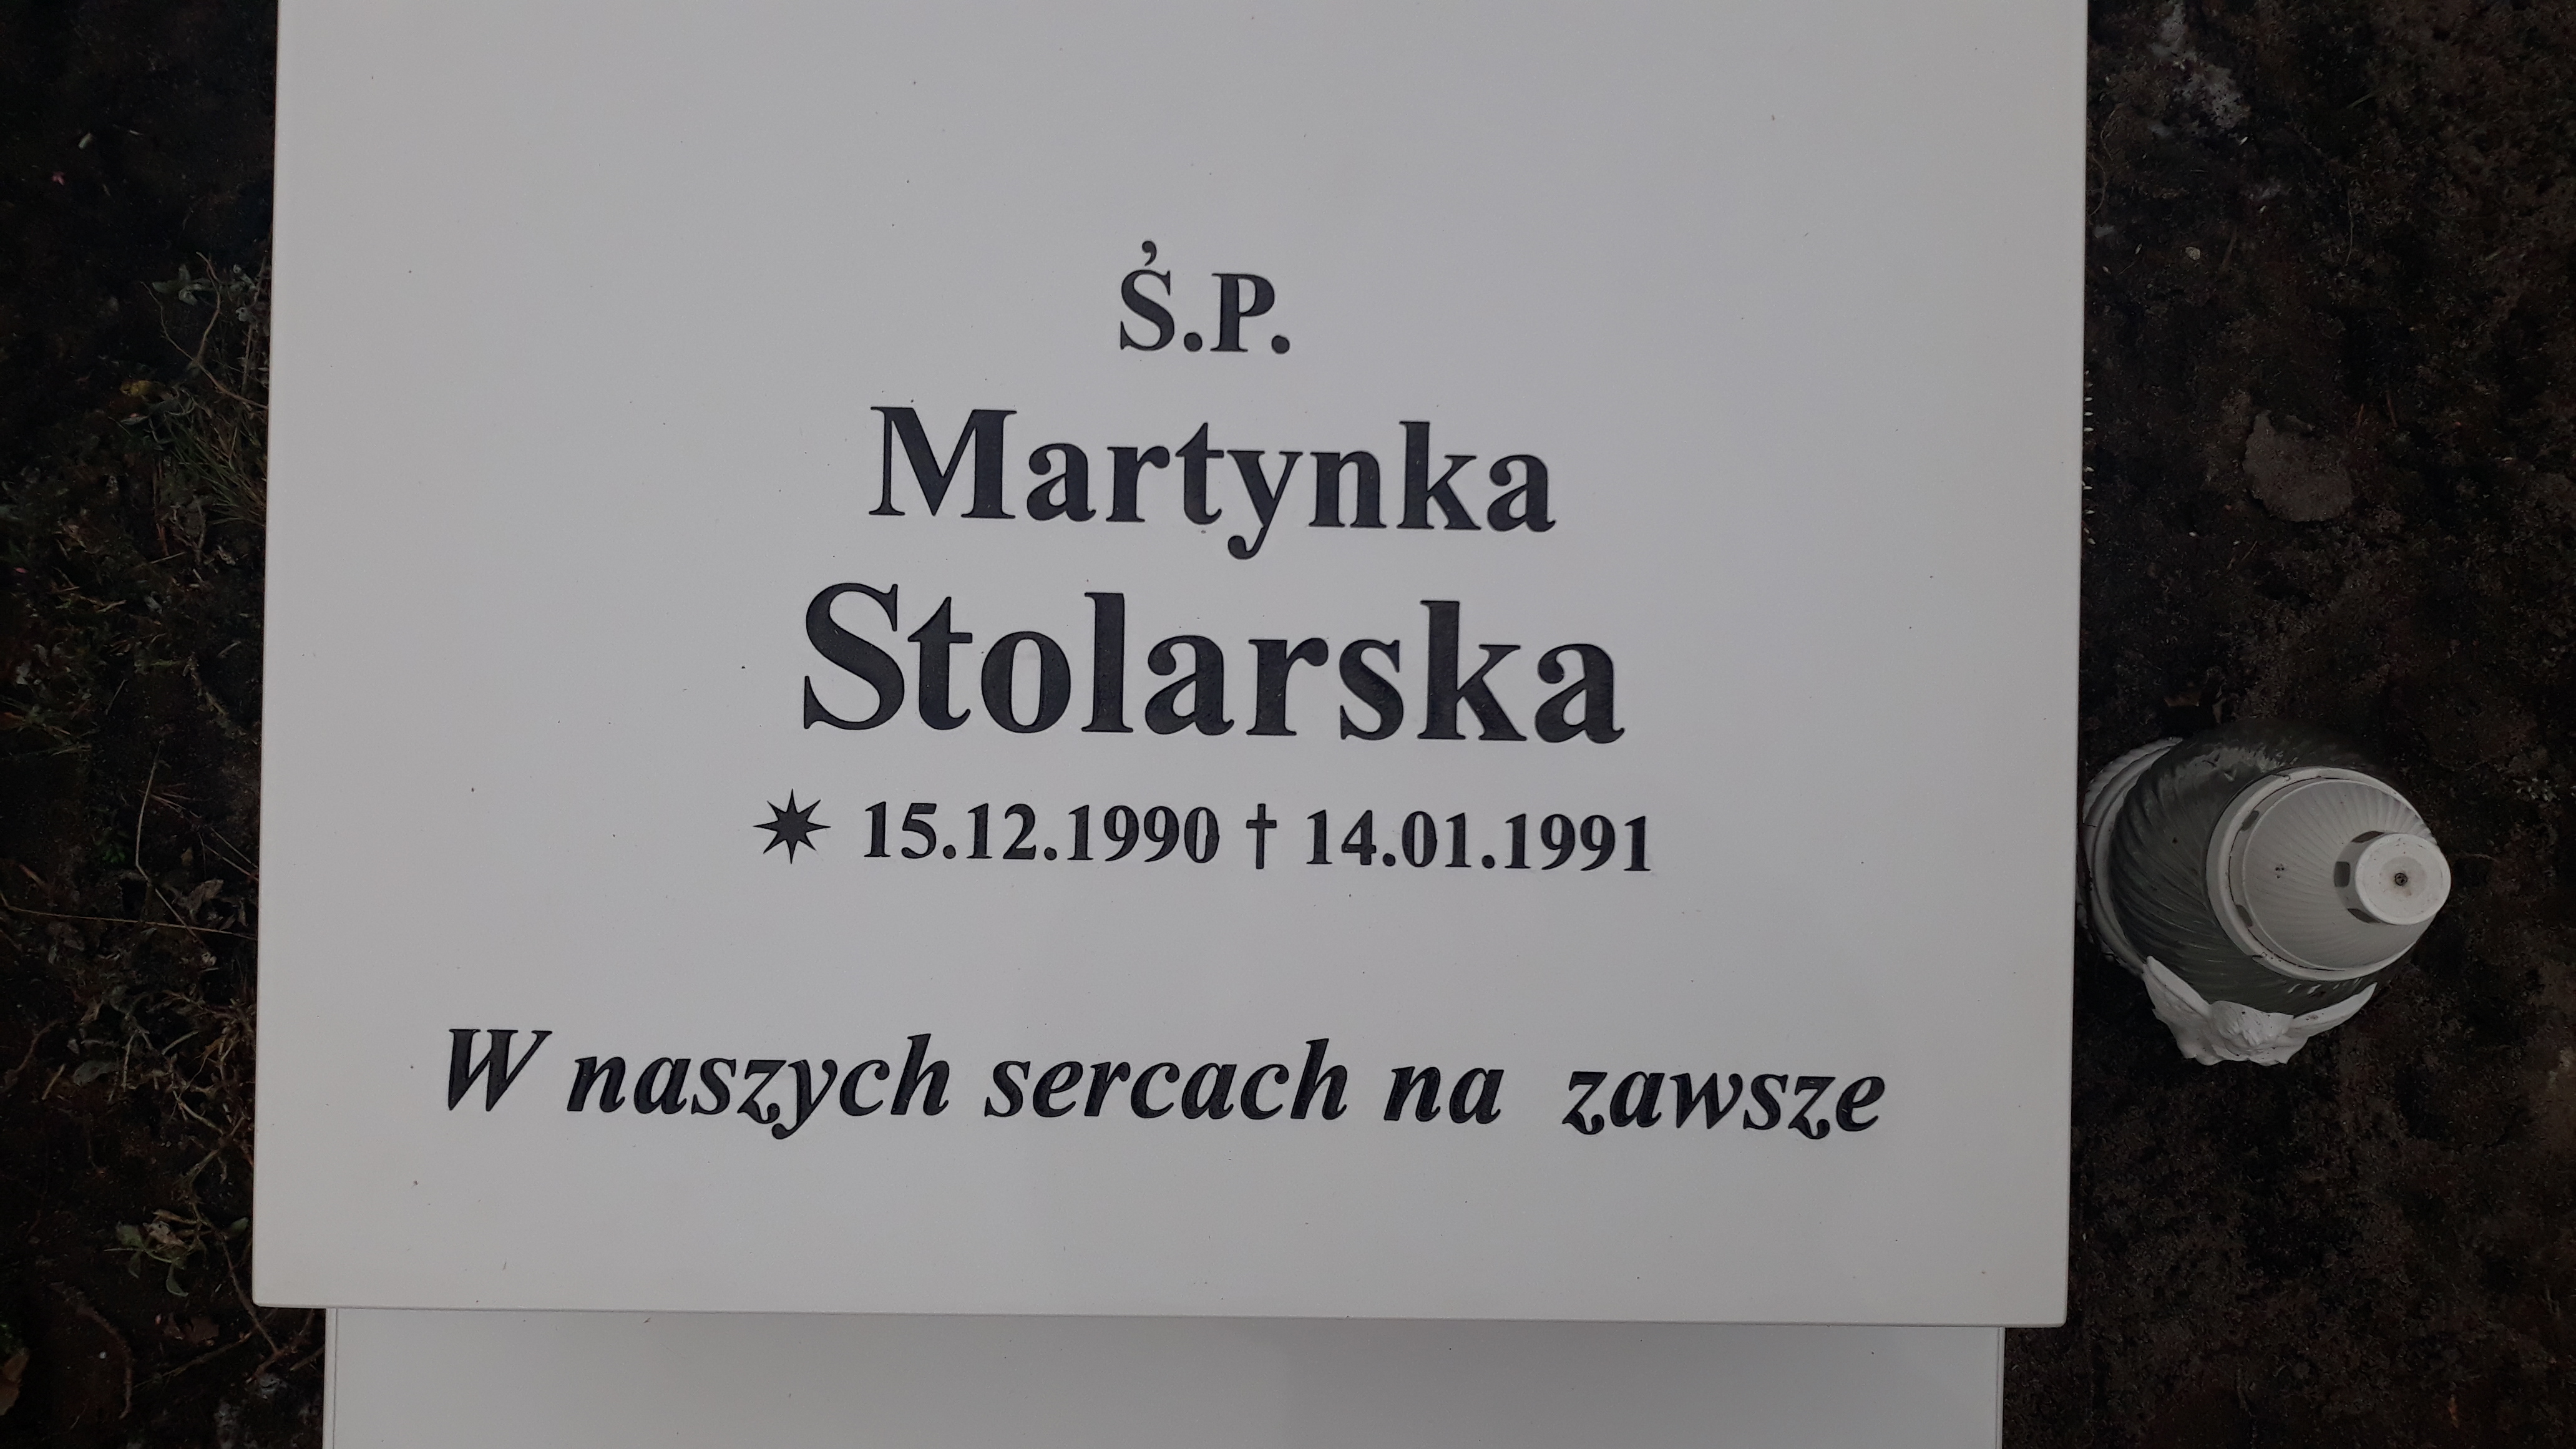 Ś.P.
Martynka
Stolarska
✷ 15.12.1990 † 14.01.1991
W naszych sercach na zawsze